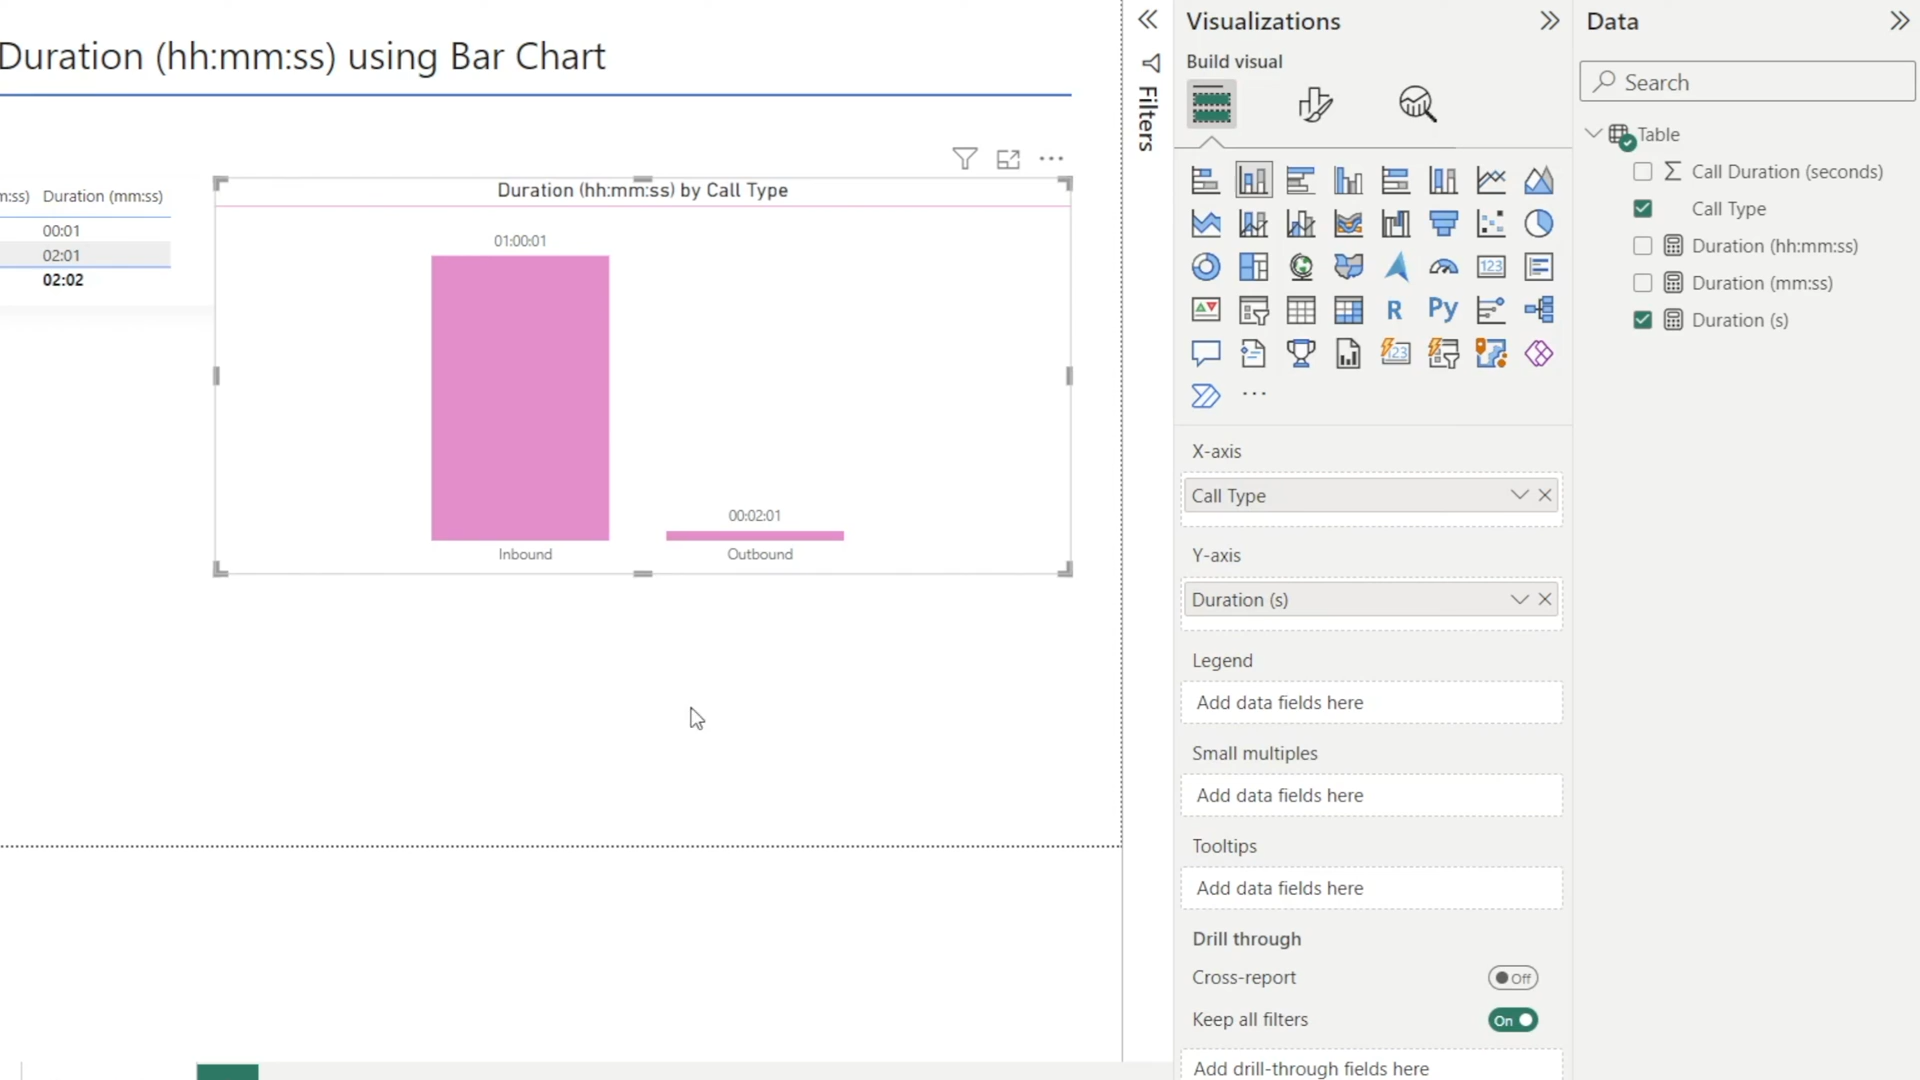 Duration (hh:mm:ss) using Bar Chart
m:ss) Duration (mm:ss)
00:01
02:01
02:02
Duration (hh:mm:ss) by Call Type
01:00:01
00:02:01
Inbound
Outbound
Filters
Visualizations
Build visual
123
R
Py
123
X-axis
Call Type
Y-axis
Duration (s)
Legend
Add data fields here
Small multiples
Add data fields here
Tooltips
Add data fields here
Drill through
Cross-report
Off
Keep all filters
On
Add drill-through fields here
Data
Search
Table
Call Duration (seconds)
Call Type
Duration (hh:mm:ss)
Duration (mm:ss)
Duration (s)